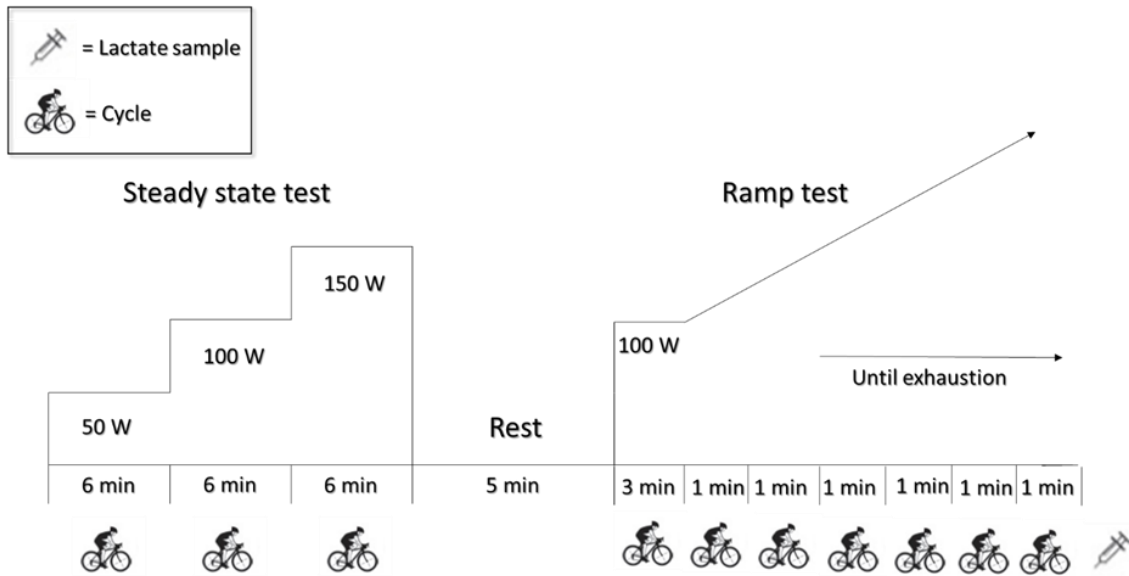 = Lactate sample
= Cycle
Steady state test
Ramp test
150 W
100 W
100 W
Until exhaustion
50 W
Rest
6 min
6 min
6 min
5 min
3 min
1 min
1 min
1 min
1 min
1 min
1 min